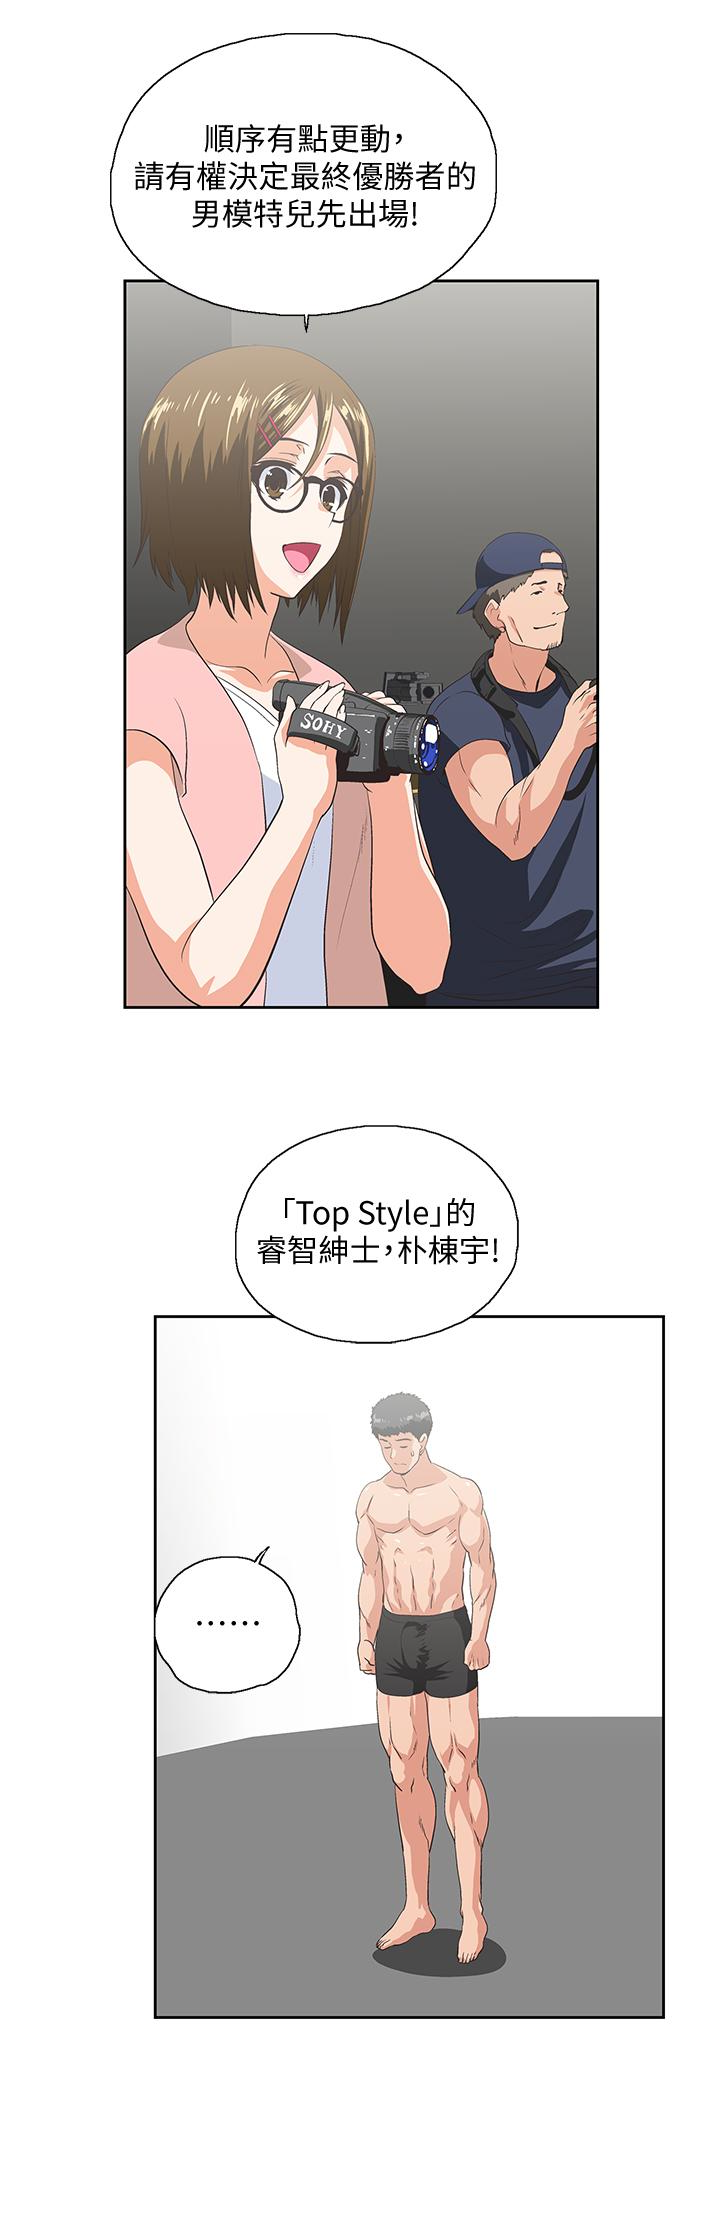 順序有點更動，
請有權決定最終優勝者的
男模特兒先出場!
SOHY
「Top Style」的
睿智紳士，朴棟宇!
······